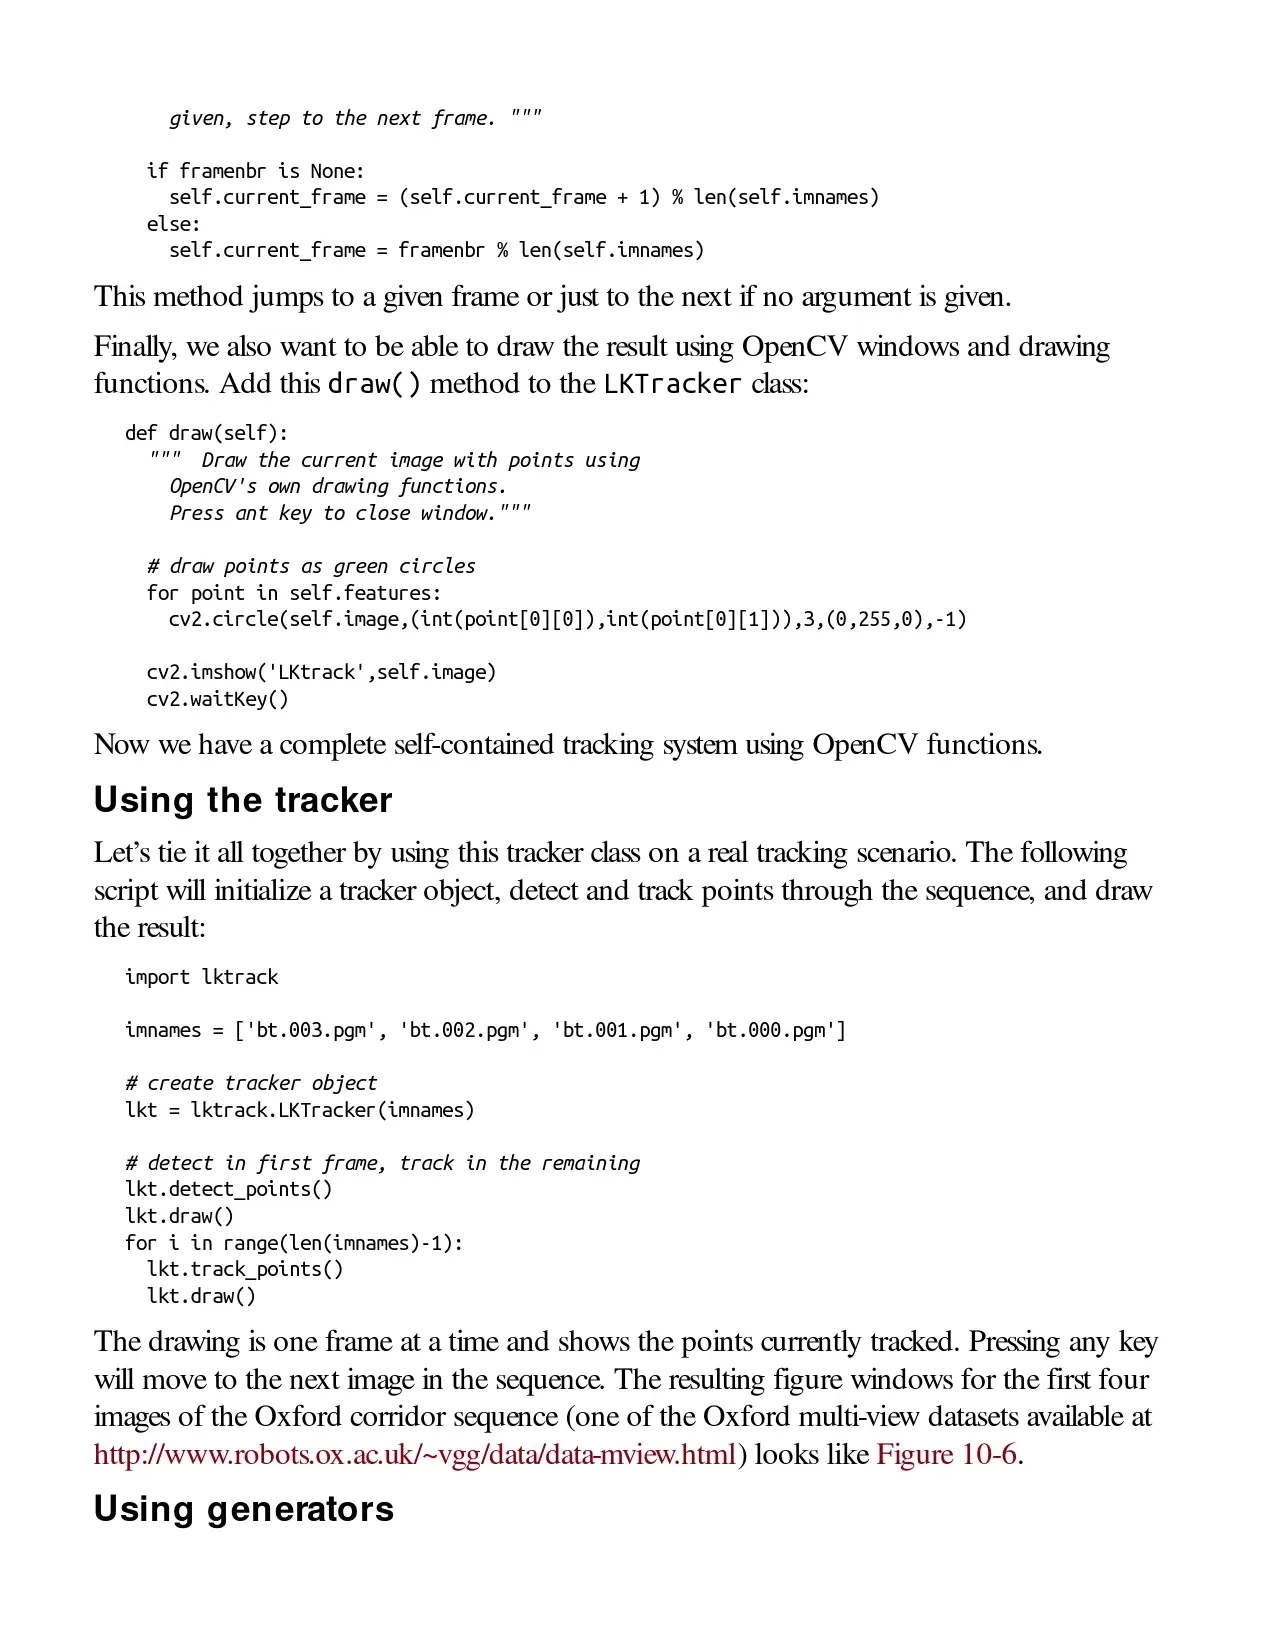 given, step to the next frame. """
if framenbr is None:
self.current_frame = (self.current_frame + 1) % len(self.imnames)
else:
self.current_frame = framenbr % len(self.imnames)
This method jumps to a given frame or just to the next if no argument is given.
Finally, we also want to be able to draw the result using OpenCV windows and drawing
functions. Add this draw() method to the LKTracker class:
def draw(self):
""" Draw the current image with points using
OpenCV's own drawing functions.
Press ant key to close window."""
# draw points as green circles
for point in self.features:
cv2.circle(self.image,(int(point[0][0]),int(point[0][1])),3,(0,255,0),-1)
cv2.imshow('LKtrack',self.image)
cv2.waitKey()
Now we have a complete self-contained tracking system using OpenCV functions.
Using the tracker
Let’s tie it all together by using this tracker class on a real tracking scenario. The following
script will initialize a tracker object, detect and track points through the sequence, and draw
the result:
import lktrack
imnames = ['bt.003.pgm', 'bt.002.pgm', 'bt.001.pgm', 'bt.000.pgm']
# create tracker object
lkt = lktrack.LKTracker(imnames)
# detect in first frame, track in the remaining
lkt.detect_points()
lkt.draw()
for i in range(len(imnames)-1):
lkt.track_points()
lkt.draw()
The drawing is one frame at a time and shows the points currently tracked. Pressing any key
will move to the next image in the sequence. The resulting figure windows for the first four
images of the Oxford corridor sequence (one of the Oxford multi-view datasets available at
http://www.robots.ox.ac.uk/~vgg/data/data-mview.html) looks like Figure 10-6.
Using generators